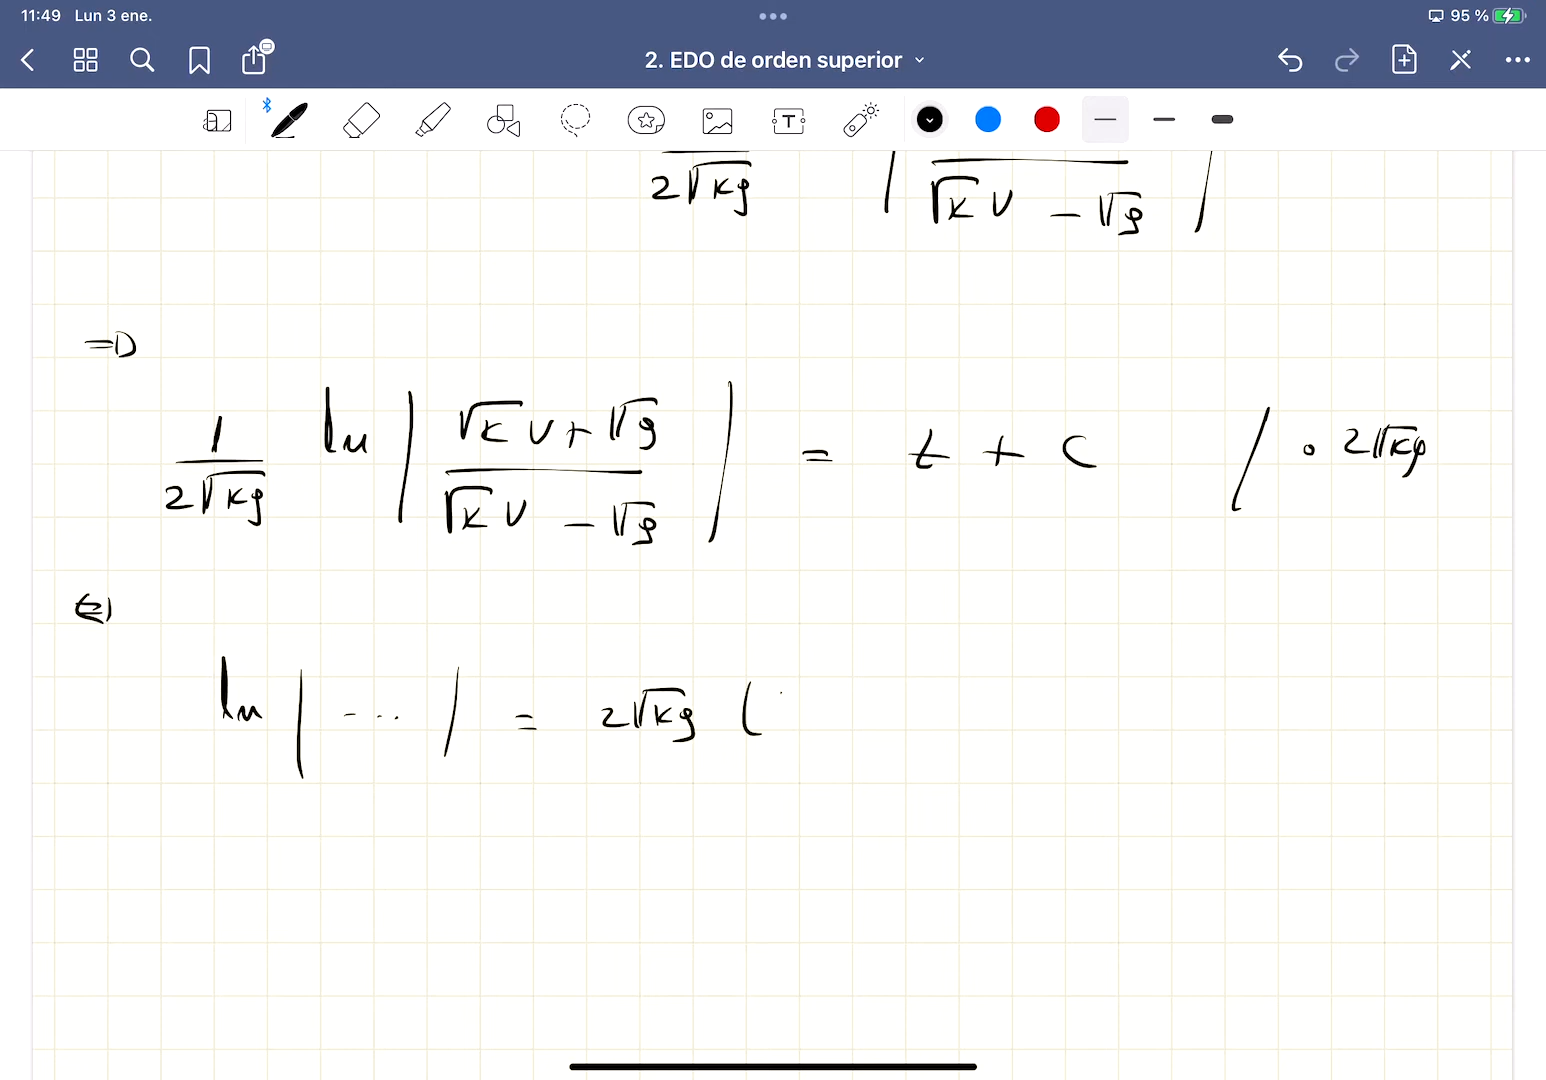 11:49 Lun 3 ene. 95 %
2. EDO de orden superior
T
2√kg | √k v − √g |
=D
1/(2√kg) ln | (√k v + √g)/(√k v − √g) | = t + C / · 2√kg
ln | ... | = 2√kg (